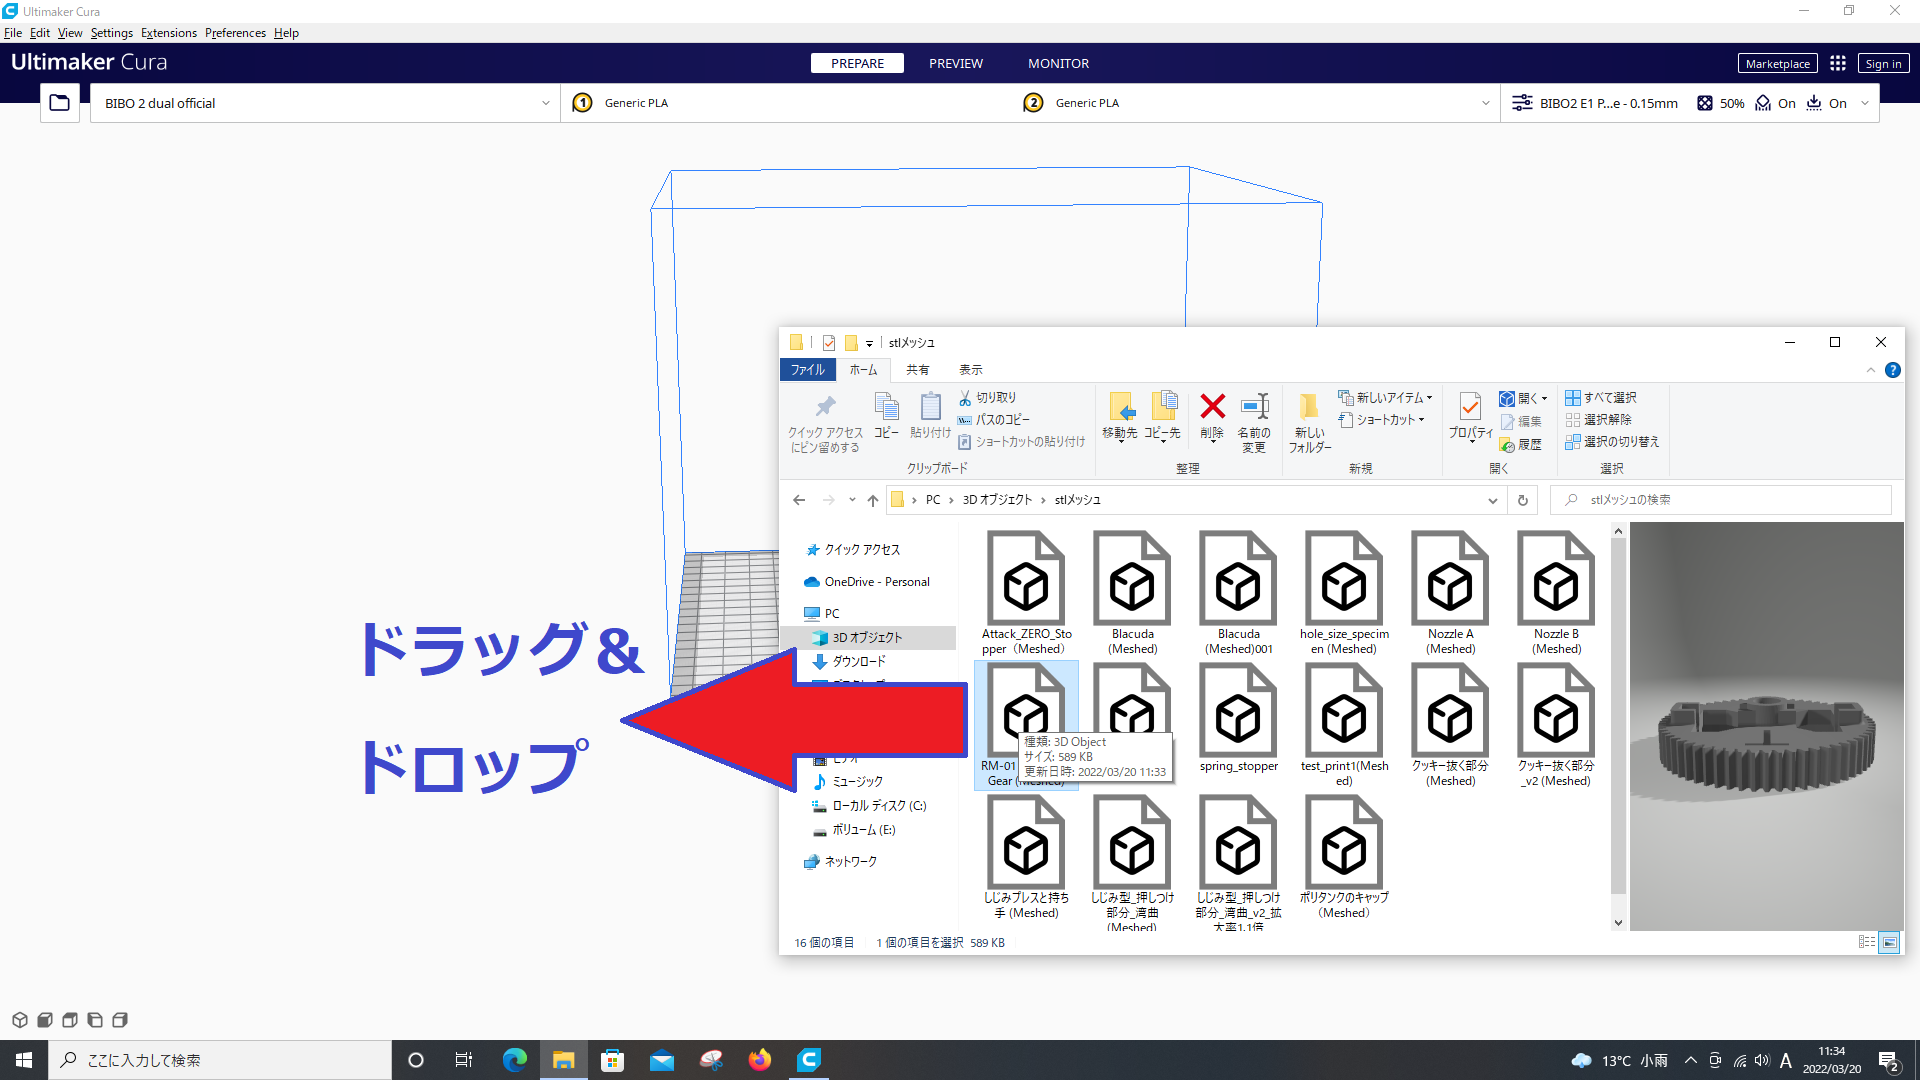 Ultimaker Cura
File Edit View Settings Extensions Preferences Help
Ultimaker Cura
PREPARE PREVIEW MONITOR
Marketplace Sign in
BIBO 2 dual official
1 Generic PLA
2 Generic PLA
BIBO2 E1 P...e - 0.15mm 50% On On
stlメッシュ
ファイル ホーム 共有 表示
クイック アクセス
にピン留めする
コピー
貼り付け
切り取り
パスのコピー
ショートカットの貼り付け
クリップボード
移動先
コピー先
削除
名前の
変更
整理
新しい
フォルダー
新しいアイテム
ショートカット
新規
プロパティ
開く
編集
履歴
開く
すべて選択
選択解除
選択の切り替え
選択
PC 3D オブジェクト stlメッシュ
stlメッシュの検索
クイック アクセス
OneDrive - Personal
PC
3D オブジェクト
ダウンロード
ミュージック
ローカル ディスク (C:)
ボリューム (E:)
ネットワーク
ドラッグ＆
ドロップ
Attack_ZERO_Sto
pper（Meshed）
Blacuda
(Meshed)
Blacuda
(Meshed)001
hole_size_specim
en (Meshed)
Nozzle A
(Meshed)
Nozzle B
(Meshed)
RM-01
Gear (Meshed)
種類: 3D Object
サイズ: 589 KB
更新日時: 2022/03/20 11:33
spring_stopper
test_print1(Mesh
ed)
クッキー抜く部分
(Meshed)
クッキー抜く部分
_v2 (Meshed)
しじみプレスと持ち
手 (Meshed)
しじみ型_押しつけ
部分_湾曲
(Meshed)
しじみ型_押しつけ
部分_湾曲_v2_拡
大率1.1倍
ポリタンクのキャップ
（Meshed）
16 個の項目 1 個の項目を選択 589 KB
ここに入力して検索
13°C 小雨
A
11:34
2022/03/20
2